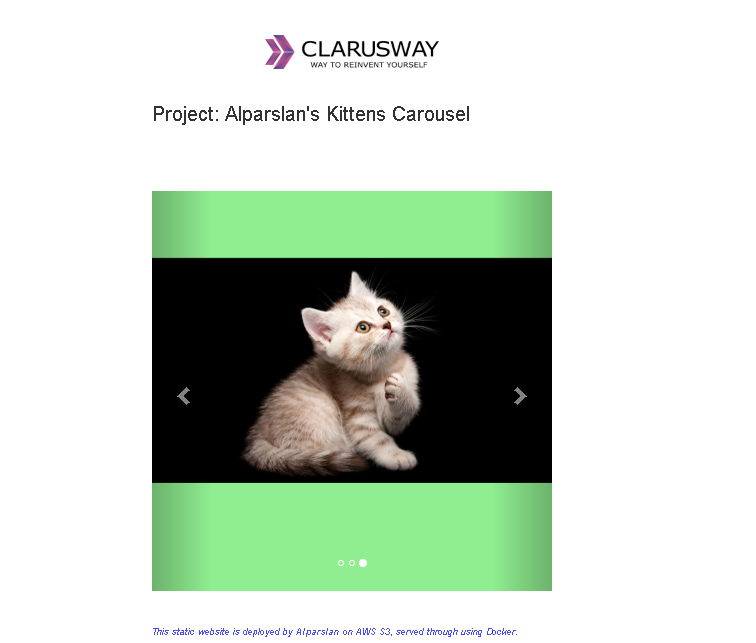 CLARUSWAY
WAY TO REINVENT YOURSELF
Project: Alparslan's Kittens Carousel
This static website is deployed by Alparslan on AWS S3, served through using Docker.